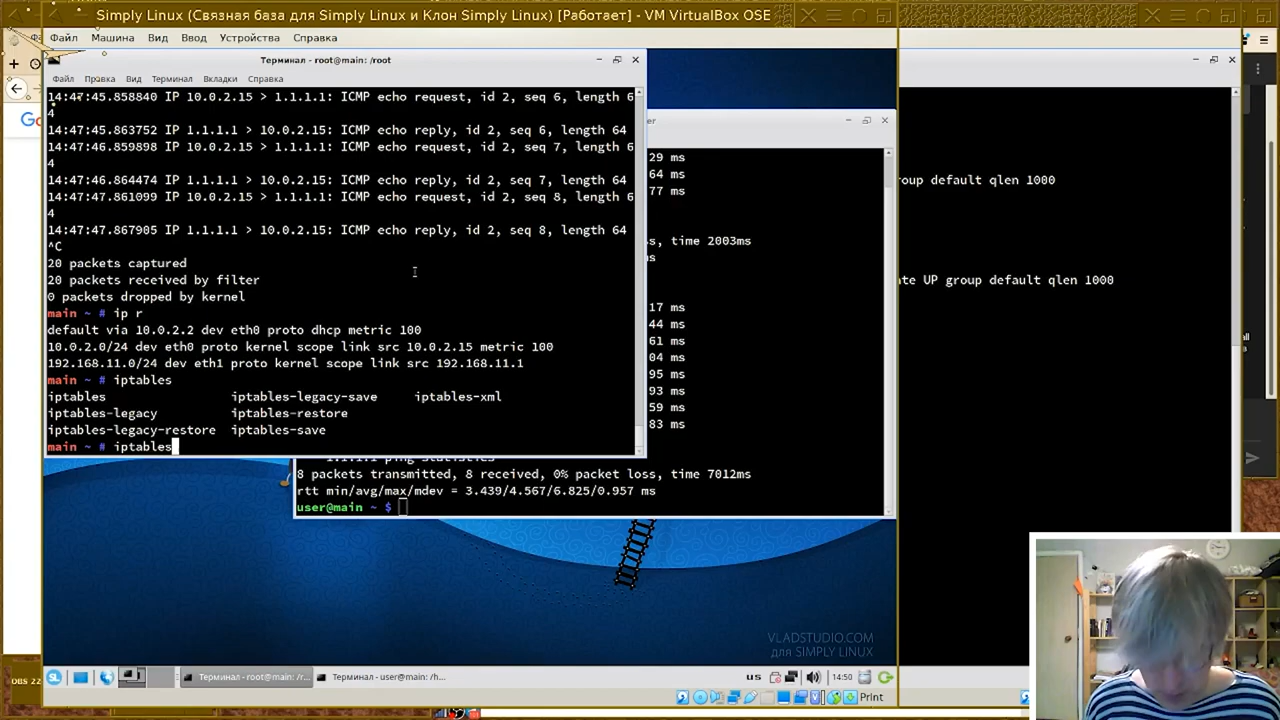 Simply Linux (Связная база для Simply Linux и Клон Simply Linux) [Работает] - VM VirtualBox OSE
Файл Машина Вид Ввод Устройства Справка
Терминал - root@main: /root
Файл Правка Вид Терминал Вкладки Справка
14:47:45.858840 IP 10.0.2.15 > 1.1.1.1: ICMP echo request, id 2, seq 6, length 6
4
14:47:45.863752 IP 1.1.1.1 > 10.0.2.15: ICMP echo reply, id 2, seq 6, length 64
14:47:46.859898 IP 10.0.2.15 > 1.1.1.1: ICMP echo request, id 2, seq 7, length 6
4
14:47:46.864474 IP 1.1.1.1 > 10.0.2.15: ICMP echo reply, id 2, seq 7, length 64
14:47:47.861099 IP 10.0.2.15 > 1.1.1.1: ICMP echo request, id 2, seq 8, length 6
4
14:47:47.867905 IP 1.1.1.1 > 10.0.2.15: ICMP echo reply, id 2, seq 8, length 64
^C
20 packets captured
20 packets received by filter
0 packets dropped by kernel
main ~ # ip r
default via 10.0.2.2 dev eth0 proto dhcp metric 100
10.0.2.0/24 dev eth0 proto kernel scope link src 10.0.2.15 metric 100
192.168.11.0/24 dev eth1 proto kernel scope link src 192.168.11.1
main ~ # iptables
iptables iptables-legacy-save iptables-xml
iptables-legacy iptables-restore
iptables-legacy-restore iptables-save
main ~ # iptables
er
29 ms
64 ms
77 ms
ss, time 2003ms
ms
17 ms
44 ms
61 ms
04 ms
95 ms
93 ms
59 ms
83 ms
8 packets transmitted, 8 received, 0% packet loss, time 7012ms
rtt min/avg/max/mdev = 3.439/4.567/6.825/0.957 ms
user@main ~ $
roup default qlen 1000
ate UP group default qlen 1000
Go
VLADSTUDIO.COM
для SIMPLY LINUX
Терминал - root@main: /r...
Терминал - user@main: /h...
us
14:50
OBS 22
Print